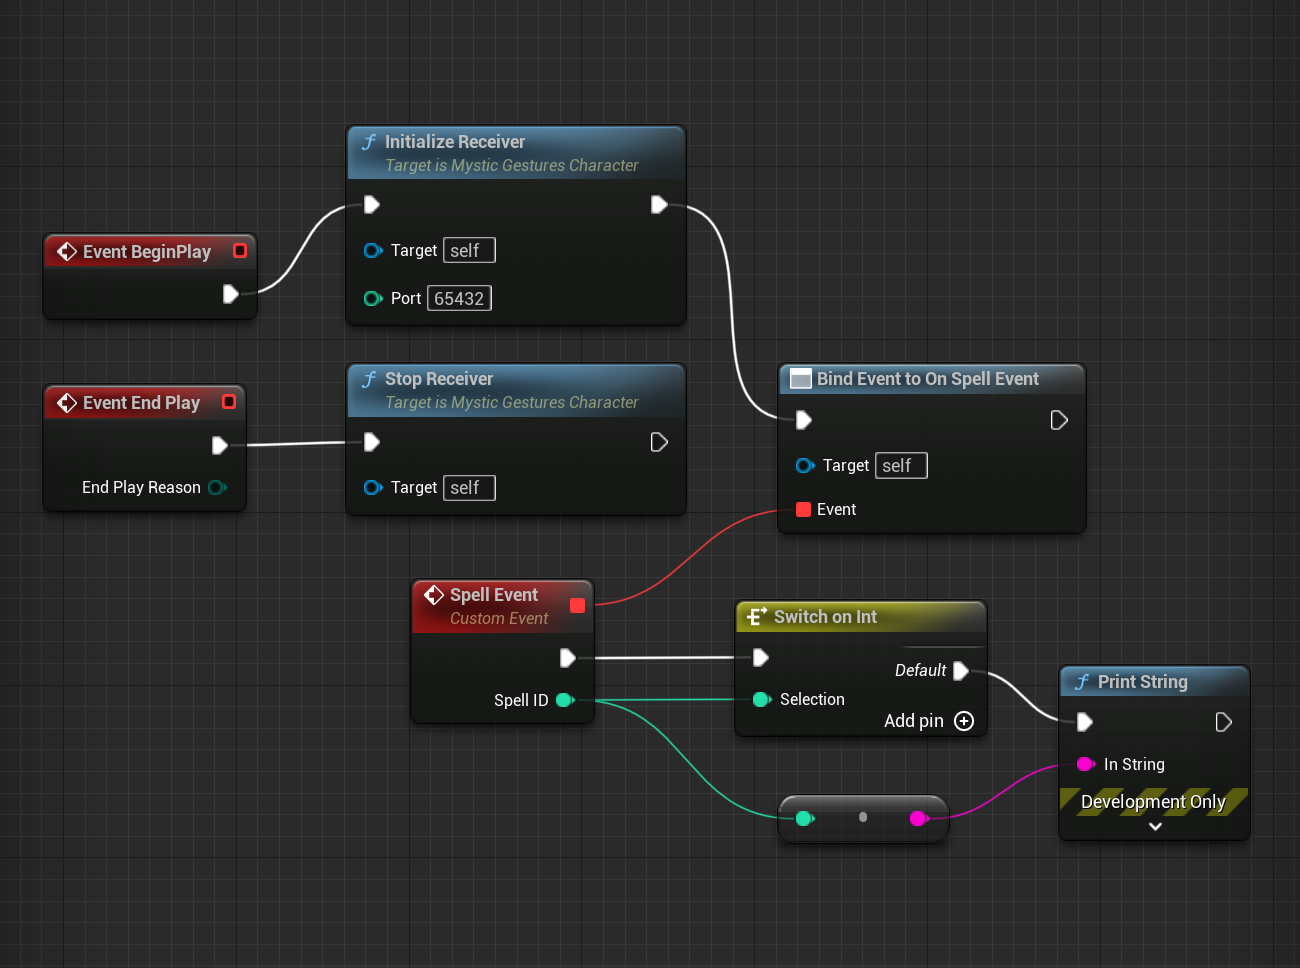 Initialize Receiver
Target is Mystic Gestures Character
Target self
Port 65432
Event BeginPlay
Stop Receiver
Target is Mystic Gestures Character
Target self
Event End Play
End Play Reason
Bind Event to On Spell Event
Target self
Event
Spell Event
Custom Event
Spell ID
Switch on Int
Default
Selection
Add pin
Print String
In String
Development Only